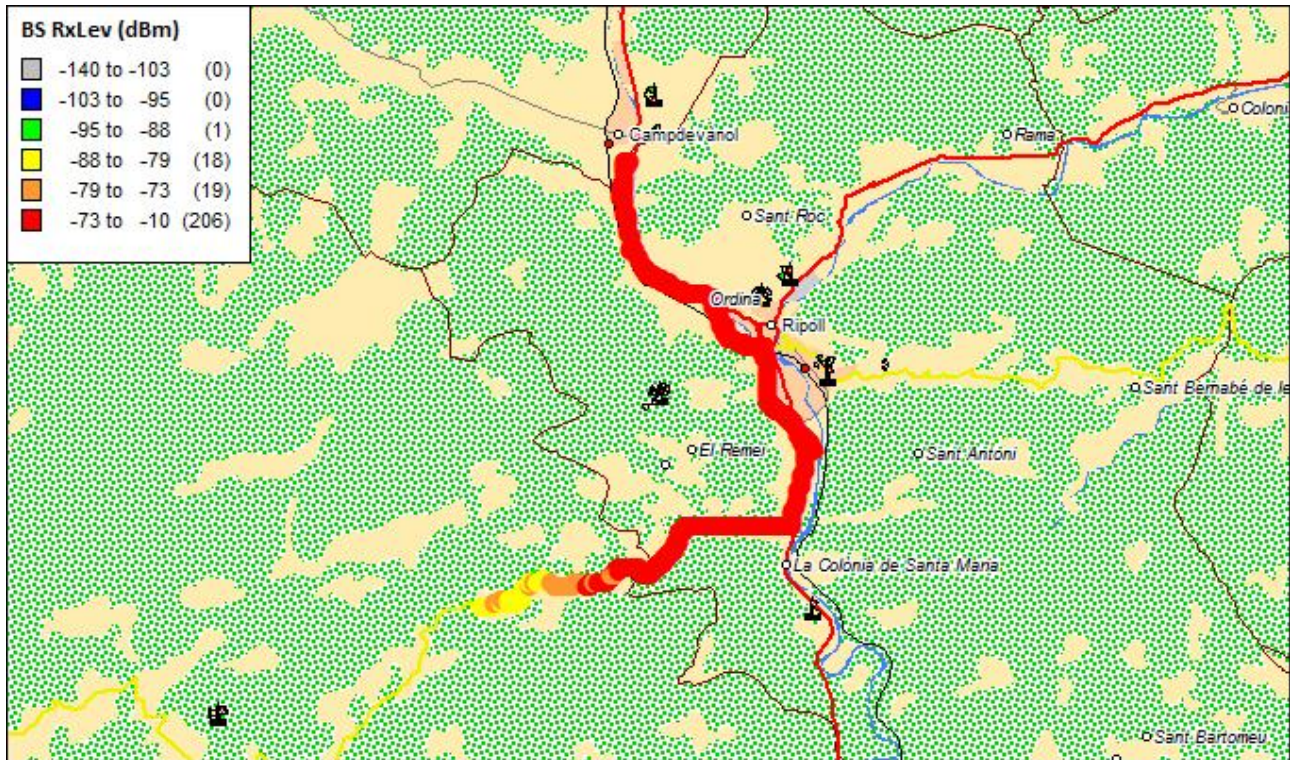 BS RxLev (dBm)
-140 to -103 (0)
-103 to -95 (0)
-95 to -88 (1)
-88 to -79 (18)
-79 to -73 (19)
-73 to -10 (206)
Campdevànol
Rama
Coloni
Sant Roc
Ordina
Ripoll
Sant Bernabé de le
El Remei
Sant Antoni
La Colònia de Santa Maria
Sant Bartomeu